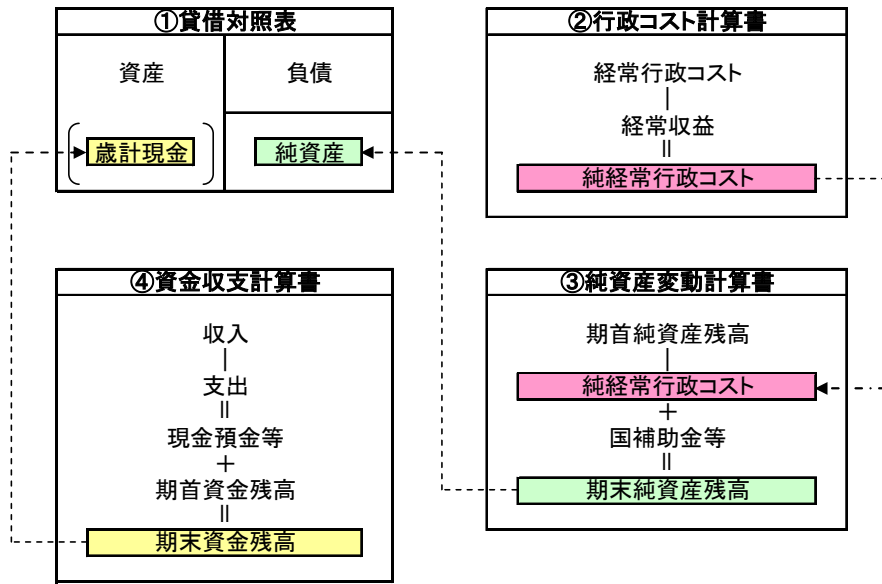 ①貸借対照表
資産
負債
歳計現金
純資産
②行政コスト計算書
経常行政コスト
|
経常収益
||
純経常行政コスト
④資金収支計算書
収入
|
支出
||
現金預金等
+
期首資金残高
||
期末資金残高
③純資産変動計算書
期首純資産残高
|
純経常行政コスト
+
国補助金等
||
期末純資産残高